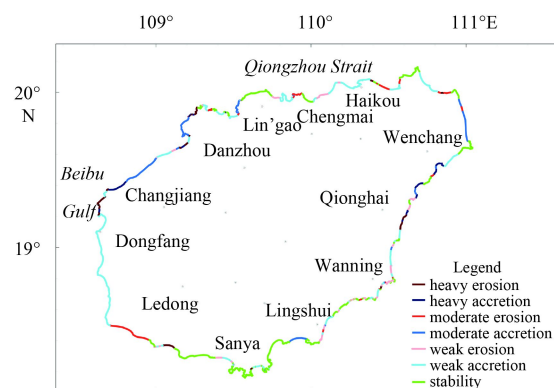 109°
110°
111°E
20°
N
19°
Qiongzhou Strait
Haikou
Chengmai
Lin'gao
Wenchang
Danzhou
Beibu
Gulf
Changjiang
Qionghai
Dongfang
Wanning
Ledong
Lingshui
Sanya
Legend
heavy erosion
heavy accretion
moderate erosion
moderate accretion
weak erosion
weak accretion
stability